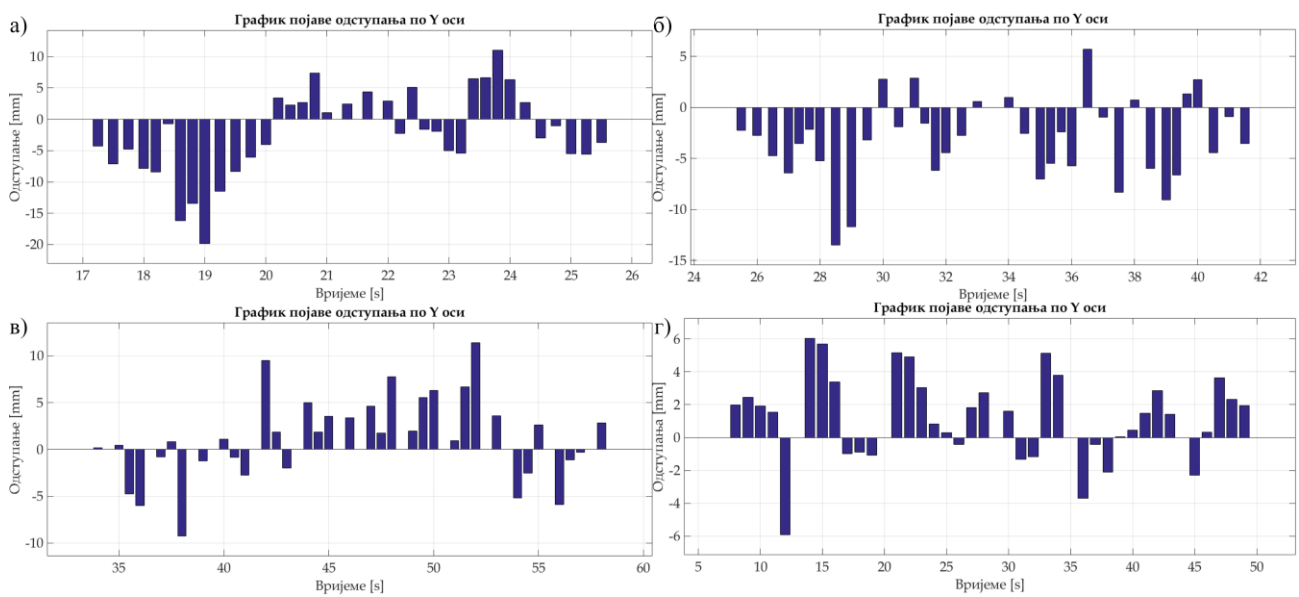 а)
График појаве одступања по Y оси
Одступање [mm]
10
5
0
-5
-10
-15
-20
17 18 19 20 21 22 23 24 25 26
Вријеме [s]
б)
График појаве одступања по Y оси
Одступање [mm]
5
0
-5
-10
-15
24 26 28 30 32 34 36 38 40 42
Вријеме [s]
в)
График појаве одступања по Y оси
Одступање [mm]
10
5
0
-5
-10
35 40 45 50 55 60
Вријеме [s]
г)
График појаве одступања по Y оси
Одступања [mm]
6
4
2
0
-2
-4
-6
5 10 15 20 25 30 35 40 45 50
Вријеме [s]